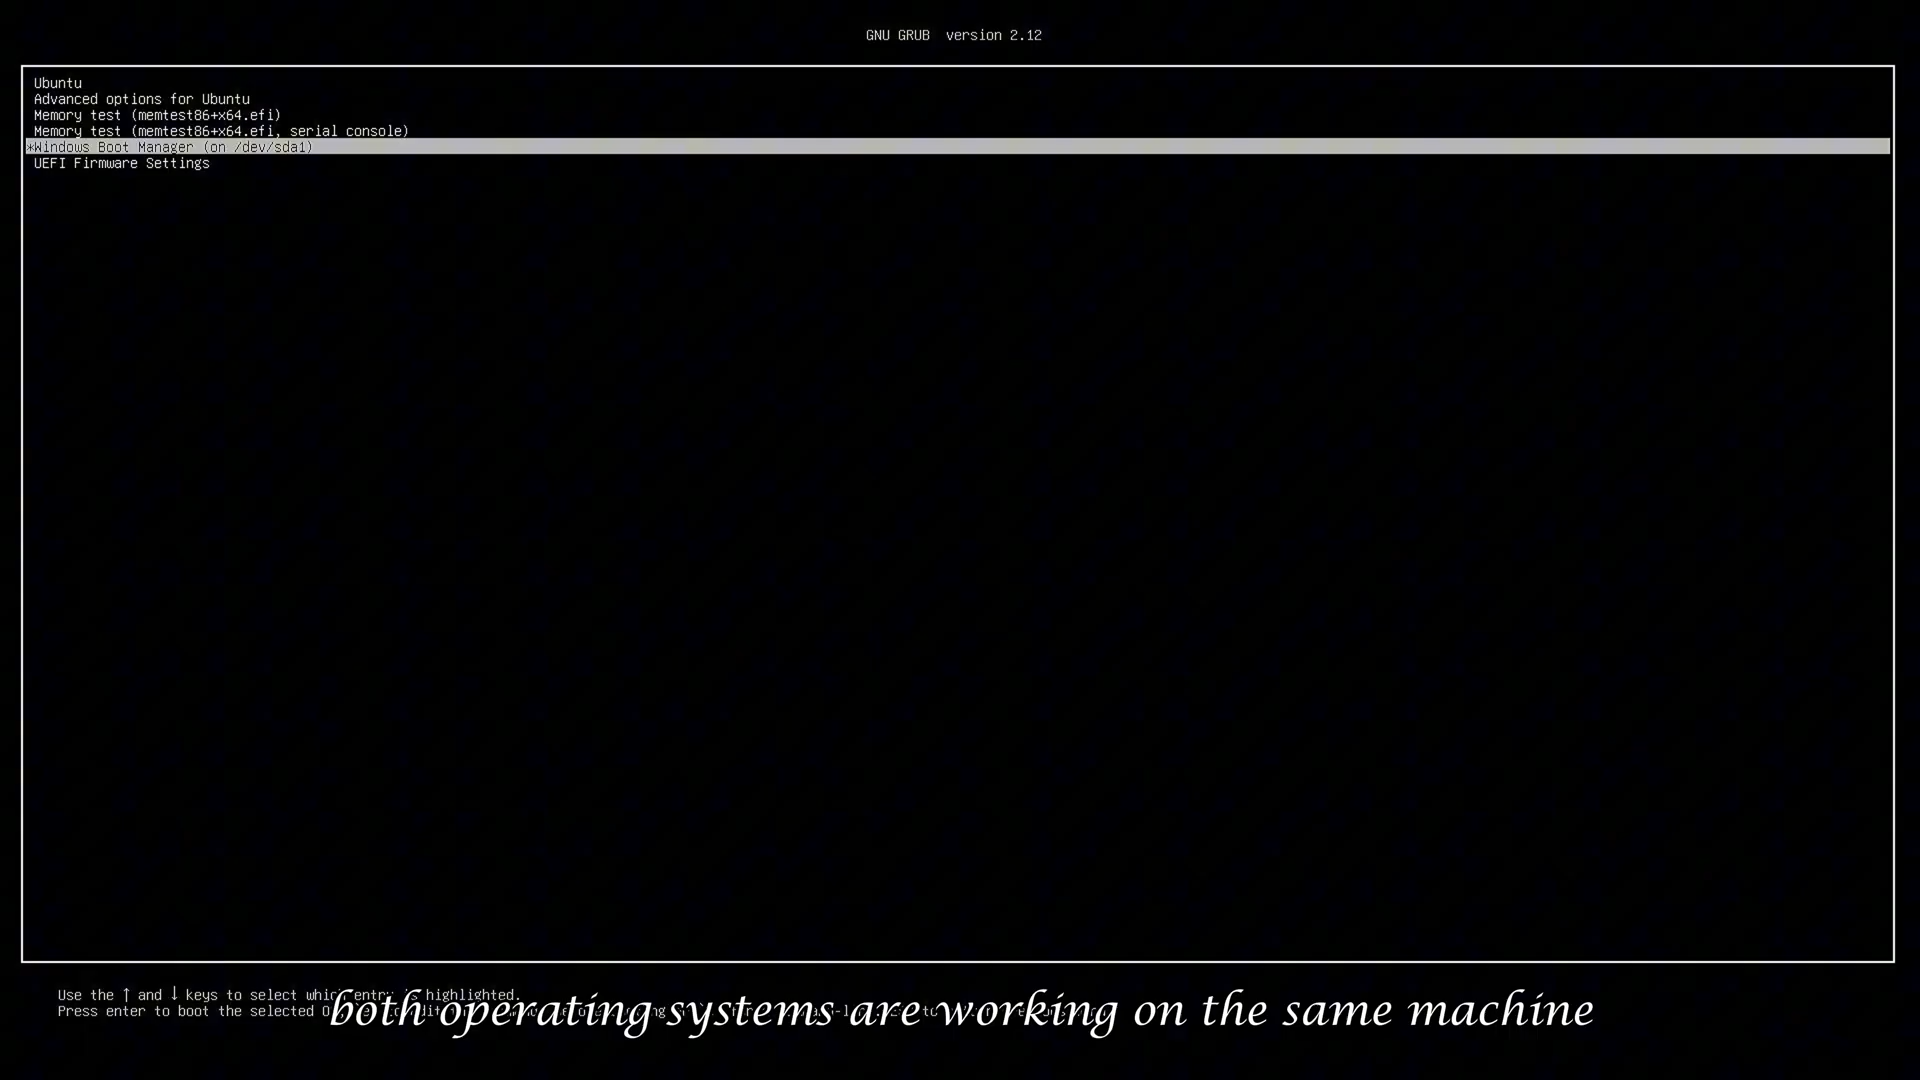 GNU GRUB version 2.12
Ubuntu
Advanced options for Ubuntu
Memory test (memtest86+x64.efi)
Memory test (memtest86+x64.efi, serial console)
*Windows Boot Manager (on /dev/sda1)
UEFI Firmware Settings
Use the ↑ and ↓ keys to select which entry is highlighted.
Press enter to boot the selected
both operating systems are working on the same machine